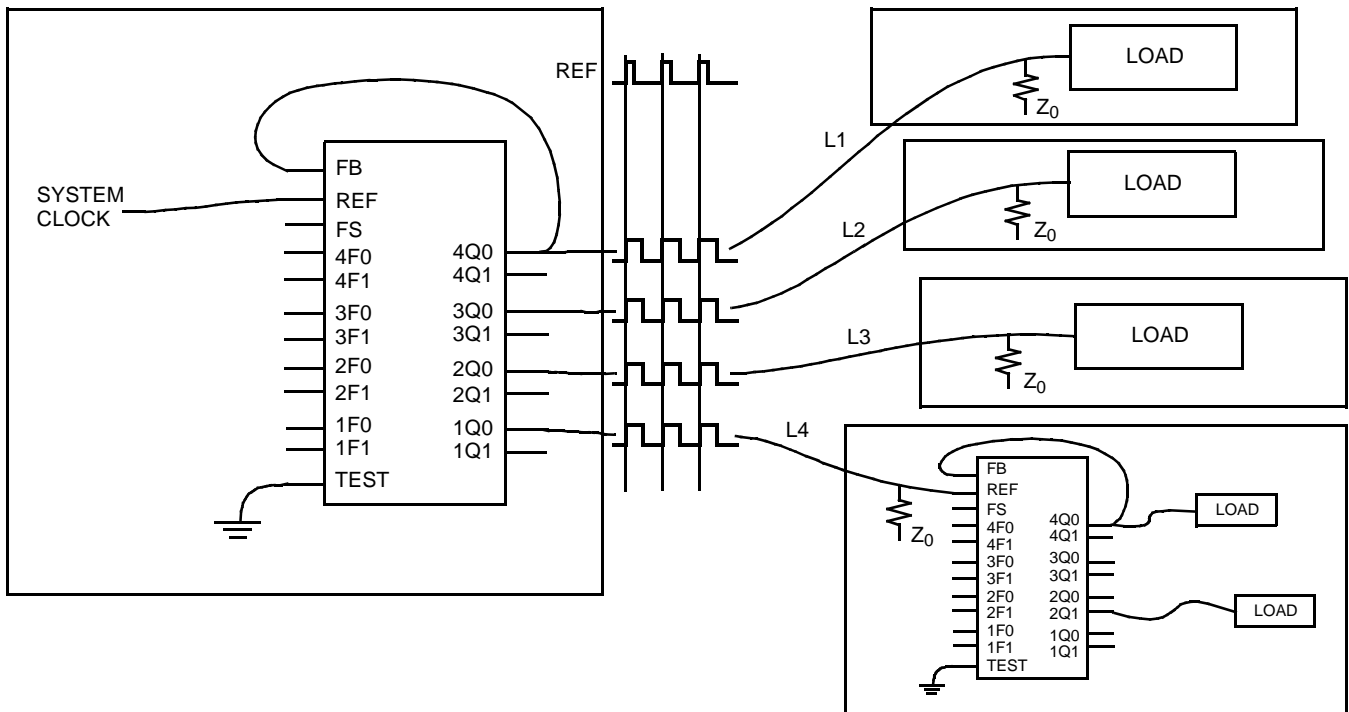 REF
SYSTEM
CLOCK
FB
REF
FS
4F0
4F1
3F0
3F1
2F0
2F1
1F0
1F1
TEST
4Q0
4Q1
3Q0
3Q1
2Q0
2Q1
1Q0
1Q1
L1
L2
L3
L4
LOAD
Z0
LOAD
Z0
LOAD
Z0
Z0
FB
REF
FS
4F0
4F1
3F0
3F1
2F0
2F1
1F0
1F1
TEST
4Q0
4Q1
3Q0
3Q1
2Q0
2Q1
1Q0
1Q1
LOAD
LOAD